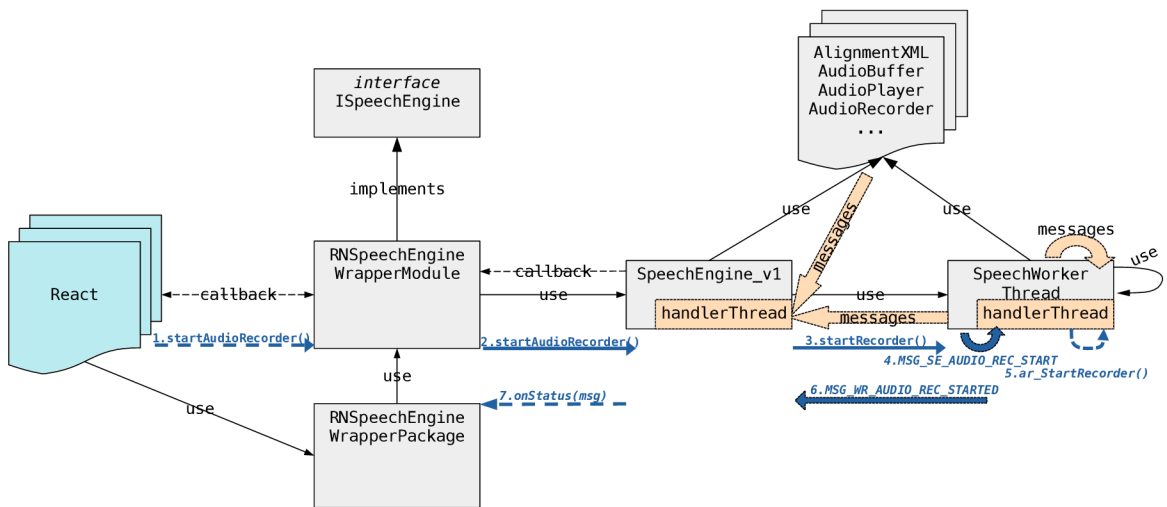 AlignmentXML
AudioBuffer
AudioPlayer
AudioRecorder
...
interface
ISpeechEngine
implements
use
messages
use
messages
use
RNSpeechEngine
WrapperModule
callback
use
SpeechEngine_v1
handlerThread
use
messages
SpeechWorker
Thread
handlerThread
React
callback
1.startAudioRecorder()
2.startAudioRecorder()
3.startRecorder()
4.MSG_SE_AUDIO_REC_START
5.ar_StartRecorder()
6.MSG_WR_AUDIO_REC_STARTED
7.onStatus(msg)
use
use
RNSpeechEngine
WrapperPackage